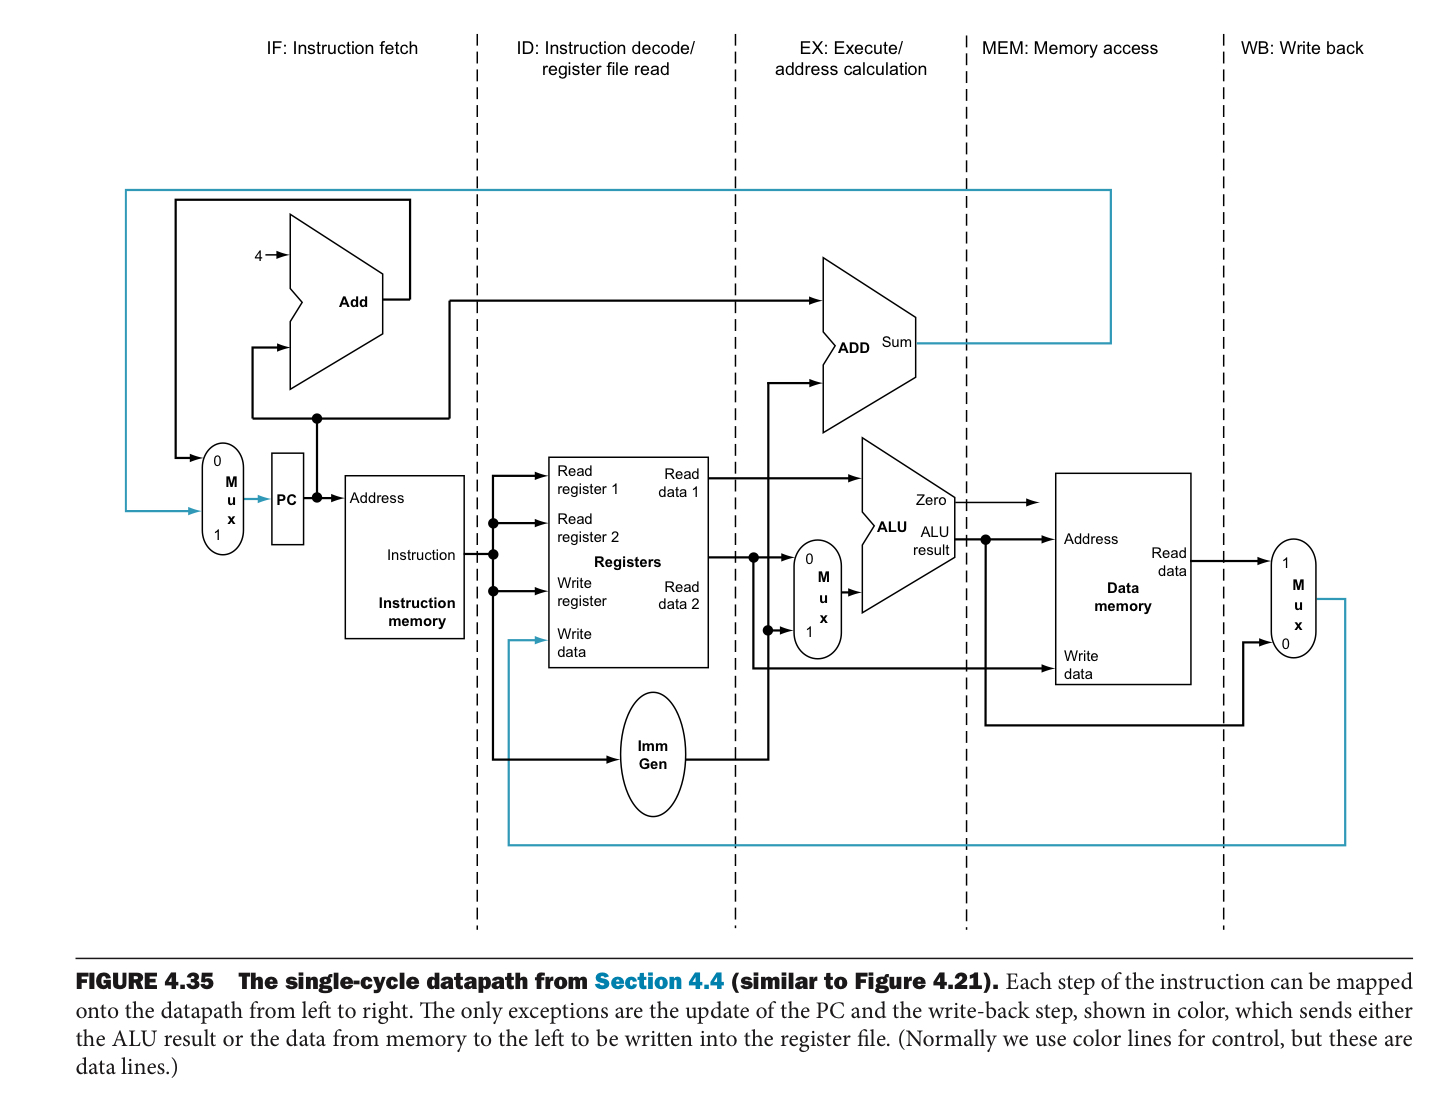 IF: Instruction fetch
ID: Instruction decode/
register file read
EX: Execute/
address calculation
MEM: Memory access
WB: Write back
4
Add
ADD
Sum
0
M
u
x
1
PC
Address
Instruction
Instruction
memory
Read
register 1
Read
register 2
Write
register
Write
data
Registers
Read
data 1
Read
data 2
Imm
Gen
0
M
u
x
1
Zero
ALU
ALU
result
Address
Read
data
Data
memory
Write
data
1
M
u
x
0
FIGURE 4.35 The single-cycle datapath from Section 4.4 (similar to Figure 4.21). Each step of the instruction can be mapped
onto the datapath from left to right. The only exceptions are the update of the PC and the write-back step, shown in color, which sends either
the ALU result or the data from memory to the left to be written into the register file. (Normally we use color lines for control, but these are
data lines.)